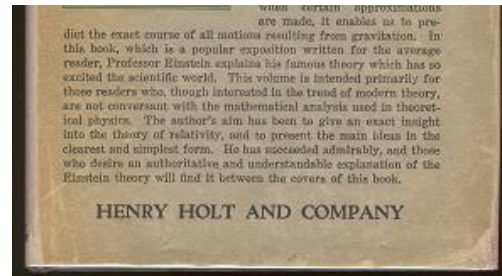 when certain approximations
are made, it enables us to pre-
dict the exact course of all motions resulting from gravitation. In
this book, which is a popular exposition written for the average
reader, Professor Einstein explains his famous theory which has so
excited the scientific world. This volume is intended primarily for
those readers who, though interested in the trend of modern theory,
are not conversant with the mathematical analysis used in theoret-
ical physics. The author's aim has been to give an exact insight
into the theory of relativity, and to present the main ideas in the
clearest and simplest form. He has succeeded admirably, and those
who desire an authoritative and understandable explanation of the
Einstein theory will find it between the covers of this book.
HENRY HOLT AND COMPANY